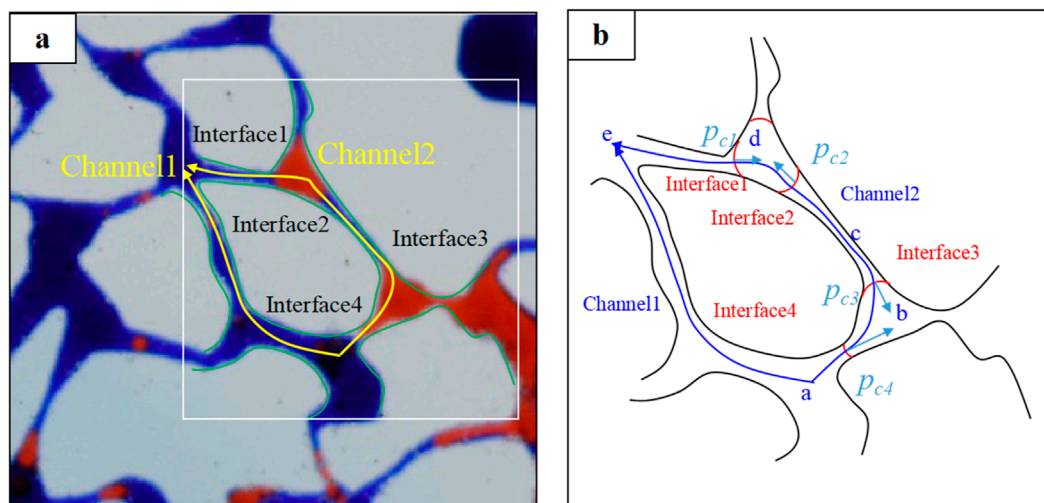 a
Interface1
Channel1
Channel2
Interface2
Interface3
Interface4
b
e
pc1
d
pc2
Interface1
Channel2
Interface2
c
Interface3
Channel1
Interface4
pc3
b
a
pc4